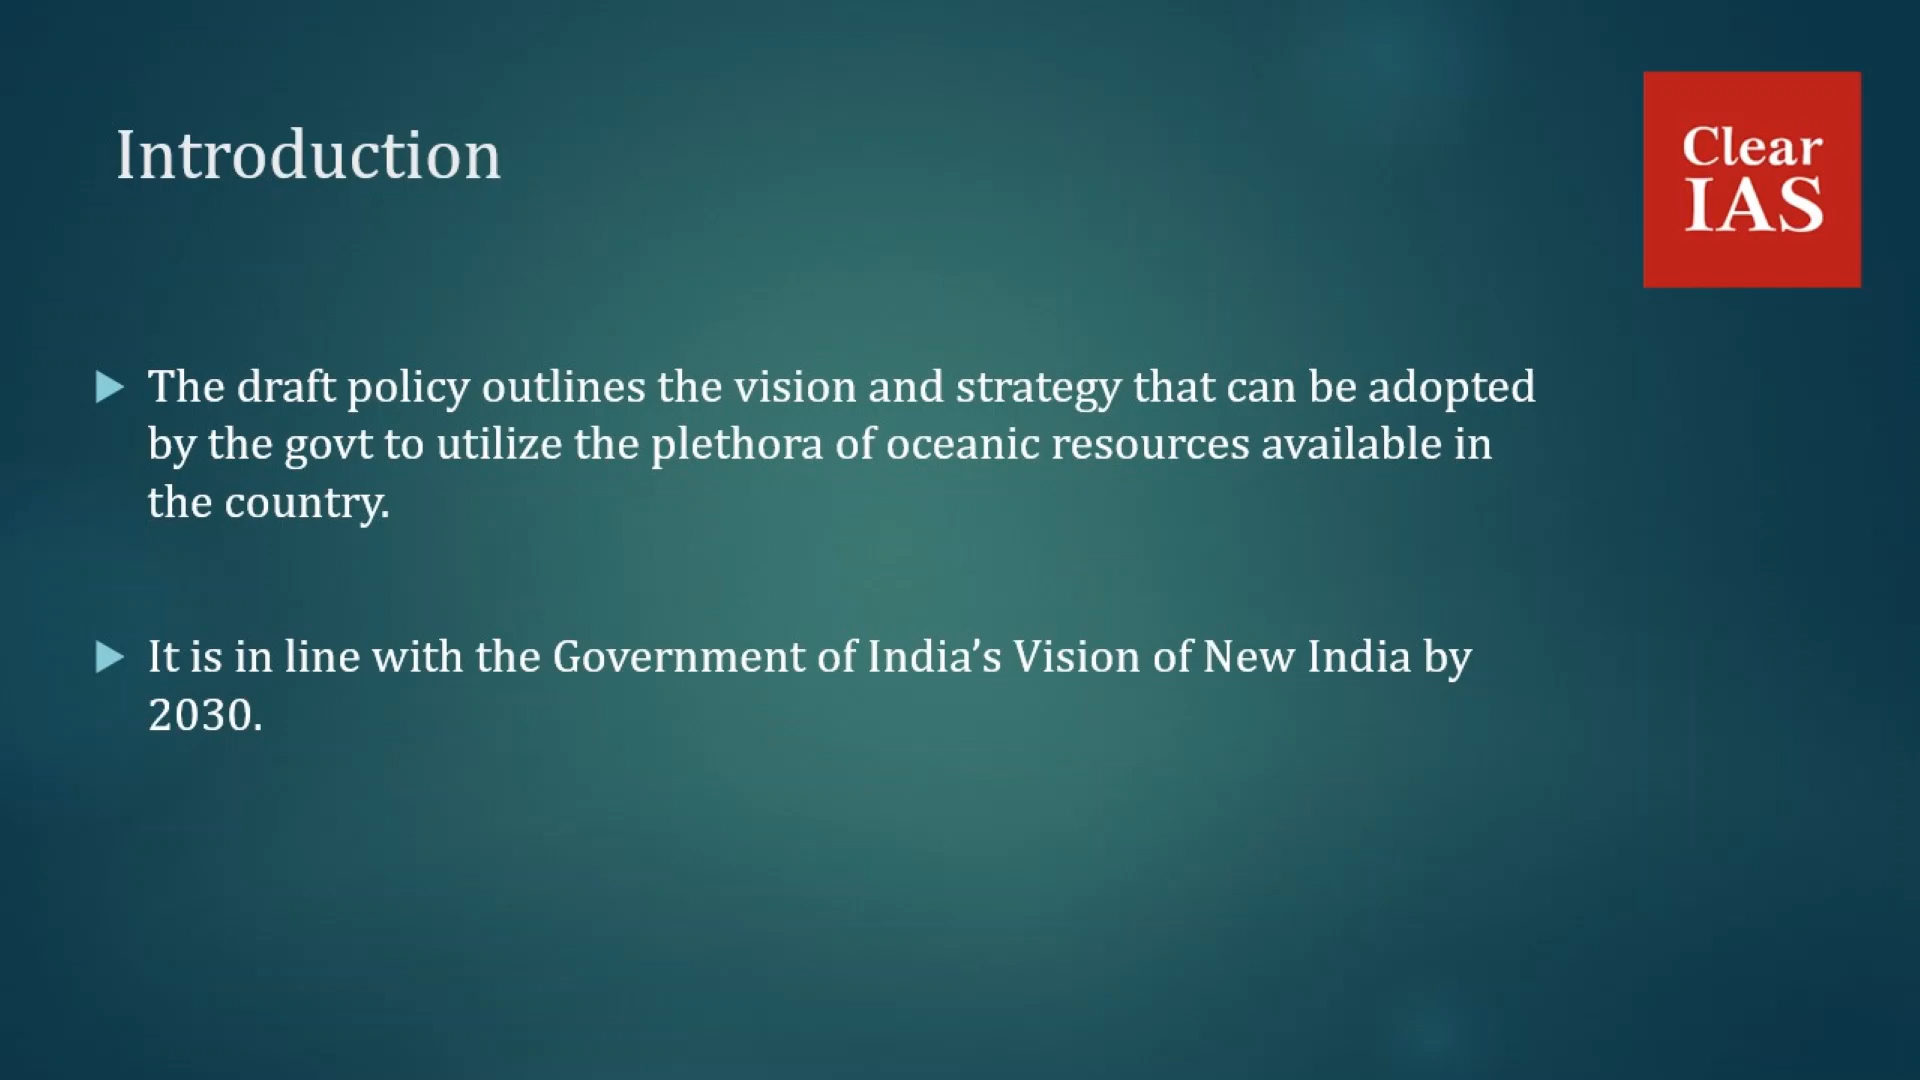 Introduction
Clear
IAS
The draft policy outlines the vision and strategy that can be adopted
by the govt to utilize the plethora of oceanic resources available in
the country.
It is in line with the Government of India’s Vision of New India by
2030.